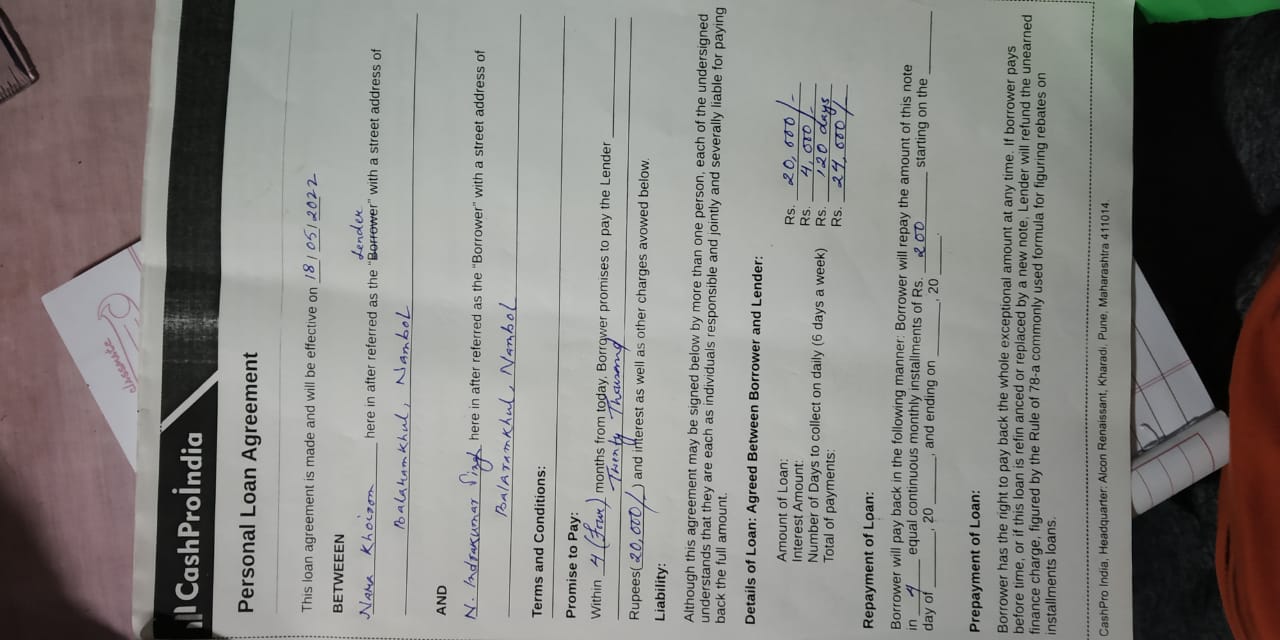 CashProIndia
Personal Loan Agreement
This loan agreement is made and will be effective on 18/05/2022
BETWEEN
Nana Khoirom here in after referred as the "Borrower" Lender with a street address of
Balaramkhul, Nambol
AND
N. Indrakumar Singh here in after referred as the "Borrower" with a street address of
Balaramkhul, Nambol
Terms and Conditions:
Promise to Pay:
Within 4 (Four) months from today, Borrower promises to pay the Lender
Twenty Thousand
Rupees(20,000/-) and interest as well as other charges avowed below.
Liability:
Although this agreement may be signed below by more than one person, each of the undersigned
understands that they are each as individuals responsible and jointly and severally liable for paying
back the full amount.
Details of Loan: Agreed Between Borrower and Lender:
Amount of Loan: Rs. 20,000/-
Interest Amount: Rs. 4,000/-
Number of Days to collect on daily (6 days a week) Rs. 120 days
Total of payments: Rs. 24,000/-
Repayment of Loan:
Borrower will pay back in the following manner: Borrower will repay the amount of this note
in 4 equal continuous monthly installments of Rs. 200 starting on the
day of , 20 , and ending on , 20 .
Prepayment of Loan:
Borrower has the right to pay back the whole exceptional amount at any time. If borrower pays
before time, or if this loan is refin anced or replaced by a new note, Lender will refund the unearned
finance charge, figured by the Rule of 78-a commonly used formula for figuring rebates on
installments loans.
CashPro India, Headquarter: Alcon Renaissant, Kharadi, Pune, Maharashtra 411014.
classmate